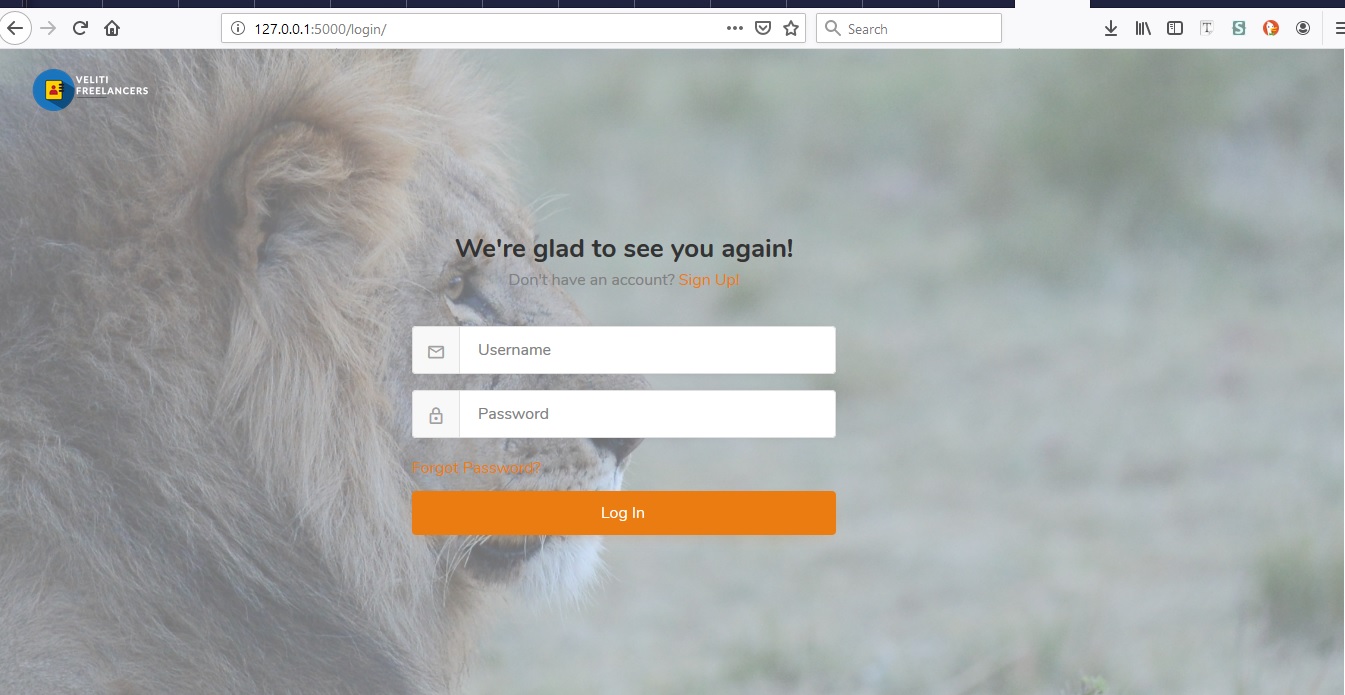 127.0.0.1:5000/login/
Search
VELITI
FREELANCERS
We're glad to see you again!
Don't have an account? Sign Up!
Username
Password
Forgot Password?
Log In